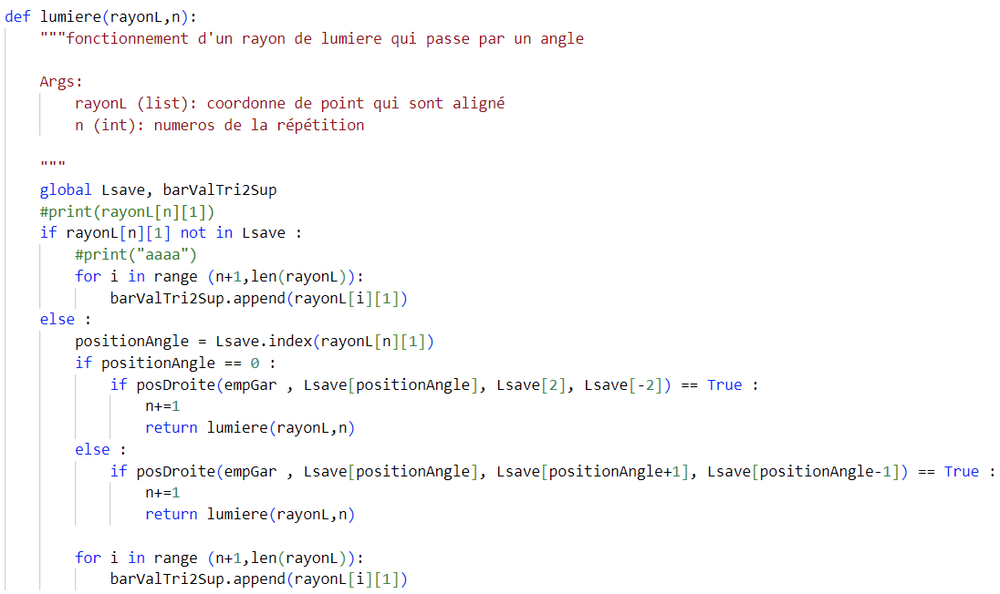 def lumiere(rayonL,n):
    """fonctionnement d'un rayon de lumiere qui passe par un angle

    Args:
        rayonL (list): coordonne de point qui sont aligné
        n (int): numeros de la répétition

    """
    global Lsave, barValTri2Sup
    #print(rayonL[n][1])
    if rayonL[n][1] not in Lsave :
        #print("aaaa")
        for i in range (n+1,len(rayonL)):
            barValTri2Sup.append(rayonL[i][1])
    else :
        positionAngle = Lsave.index(rayonL[n][1])
        if positionAngle == 0 :
            if posDroite(empGar , Lsave[positionAngle], Lsave[2], Lsave[-2]) == True :
                n+=1
                return lumiere(rayonL,n)
        else :
            if posDroite(empGar , Lsave[positionAngle], Lsave[positionAngle+1], Lsave[positionAngle-1]) == True :
                n+=1
                return lumiere(rayonL,n)

        for i in range (n+1,len(rayonL)):
            barValTri2Sup.append(rayonL[i][1])